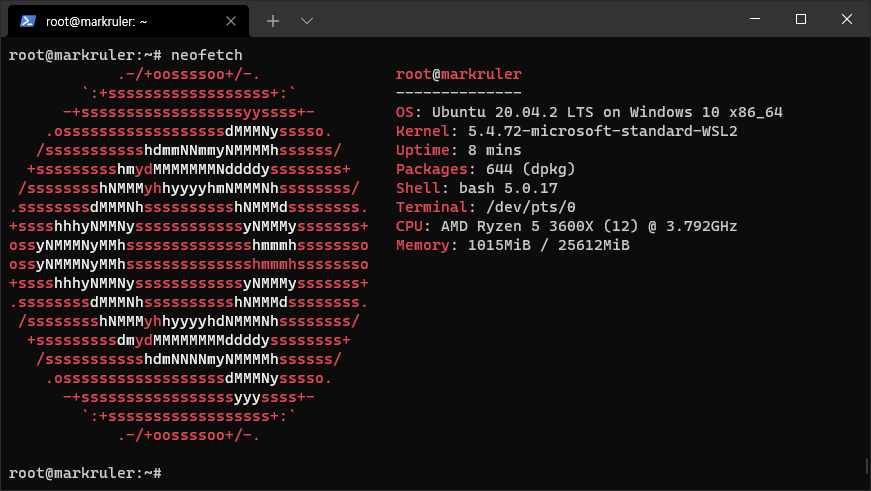 root@markruler: ~
root@markruler:~# neofetch
            .-/+oossssoo+/-.               root@markruler
        `:+ssssssssssssssssss+:`           --------------
      -+ssssssssssssssssssyyssss+-         OS: Ubuntu 20.04.2 LTS on Windows 10 x86_64
    .ossssssssssssssssssdMMMNysssso.       Kernel: 5.4.72-microsoft-standard-WSL2
   /ssssssssssshdmmNNmmyNMMMMhssssss/      Uptime: 8 mins
  +ssssssssshmydMMMMMMMNddddyssssssss+     Packages: 644 (dpkg)
 /sssssssshNMMMyhhyyyyhmNMMMNhssssssss/    Shell: bash 5.0.17
.ssssssssdMMMNhsssssssssshNMMMdssssssss.   Terminal: /dev/pts/0
+sssshhhyNMMNyssssssssssssyNMMMysssssss+   CPU: AMD Ryzen 5 3600X (12) @ 3.792GHz
ossyNMMMNyMMhsssssssssssssshmmmhssssssso   Memory: 1015MiB / 25612MiB
ossyNMMMNyMMhsssssssssssssshmmmhssssssso
+sssshhhyNMMNyssssssssssssyNMMMysssssss+
.ssssssssdMMMNhsssssssssshNMMMdssssssss.
 /sssssssshNMMMyhhyyyyhdNMMMNhssssssss/
  +sssssssssdmydMMMMMMMMddddyssssssss+
   /ssssssssssshdmNNNNmyNMMMMhssssss/
    .ossssssssssssssssssdMMMNysssso.
      -+sssssssssssssssssyyyssss+-
        `:+ssssssssssssssssss+:`
            .-/+oossssoo+/-.
root@markruler:~#